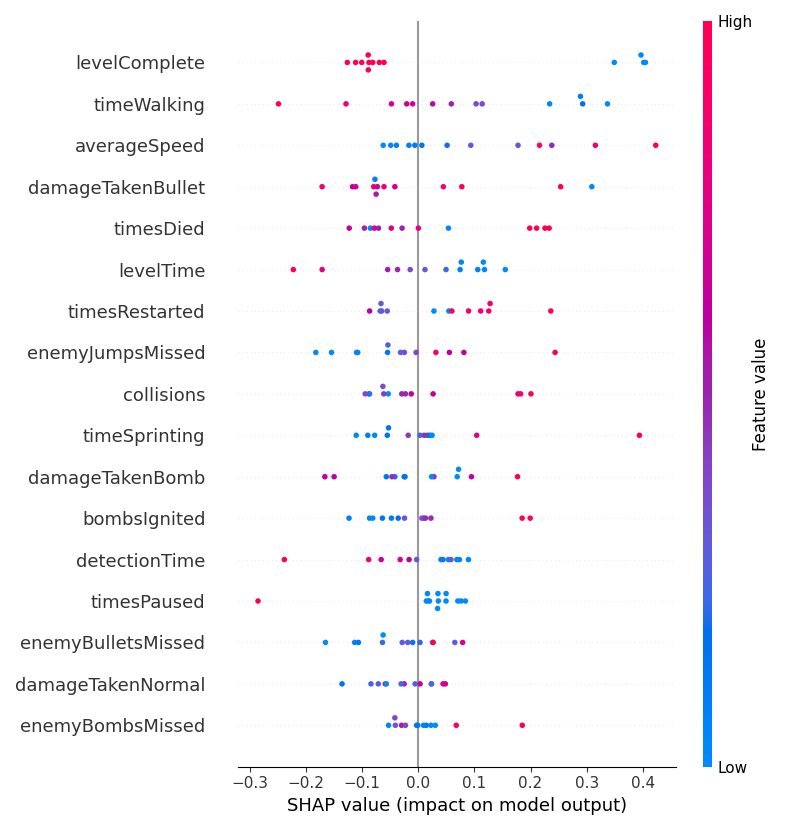 High
levelComplete
timeWalking
averageSpeed
damageTakenBullet
timesDied
levelTime
timesRestarted
enemyJumpsMissed
collisions
timeSprinting
damageTakenBomb
bombsIgnited
detectionTime
timesPaused
enemyBulletsMissed
damageTakenNormal
enemyBombsMissed
Feature value
Low
−0.3 −0.2 −0.1 0.0 0.1 0.2 0.3 0.4
SHAP value (impact on model output)